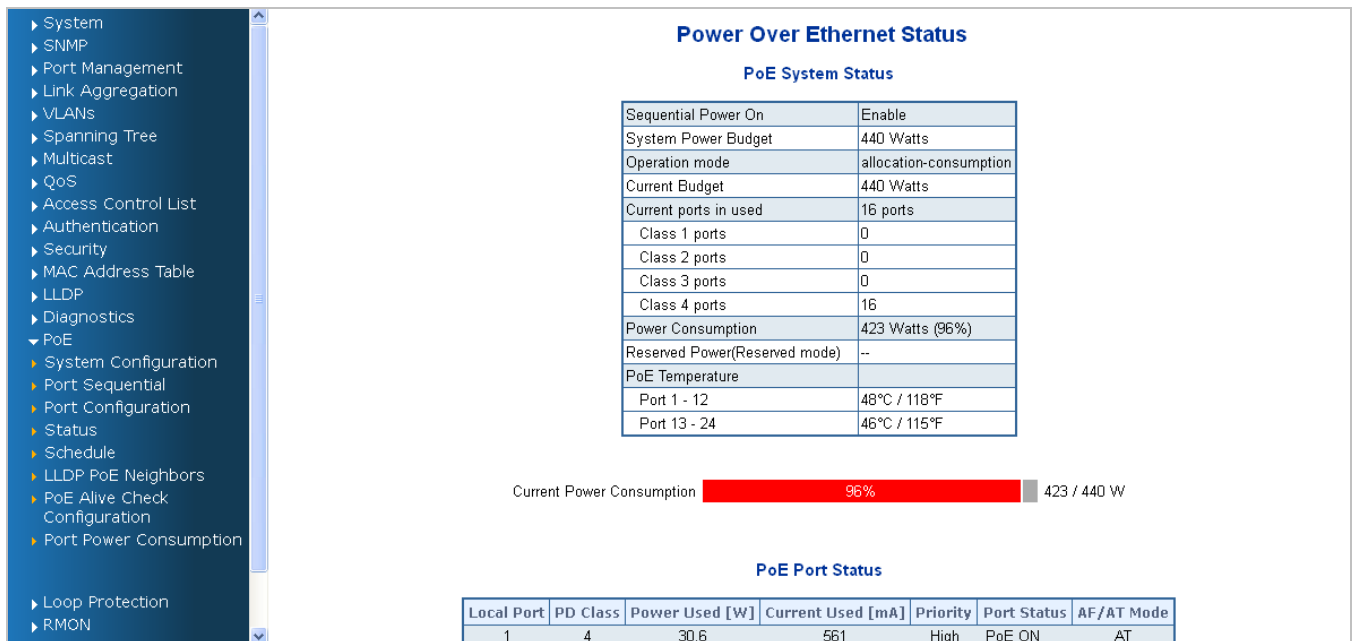 System
SNMP
Port Management
Link Aggregation
VLANs
Spanning Tree
Multicast
QoS
Access Control List
Authentication
Security
MAC Address Table
LLDP
Diagnostics
PoE
System Configuration
Port Sequential
Port Configuration
Status
Schedule
LLDP PoE Neighbors
PoE Alive Check
Configuration
Port Power Consumption
Loop Protection
RMON
Power Over Ethernet Status
PoE System Status
Sequential Power On Enable
System Power Budget 440 Watts
Operation mode allocation-consumption
Current Budget 440 Watts
Current ports in used 16 ports
Class 1 ports 0
Class 2 ports 0
Class 3 ports 0
Class 4 ports 16
Power Consumption 423 Watts (96%)
Reserved Power(Reserved mode) --
PoE Temperature
Port 1 - 12 48°C / 118°F
Port 13 - 24 46°C / 115°F
Current Power Consumption 96% 423 / 440 W
PoE Port Status
Local Port PD Class Power Used [W] Current Used [mA] Priority Port Status AF/AT Mode
1 4 30.6 561 High PoE ON AT